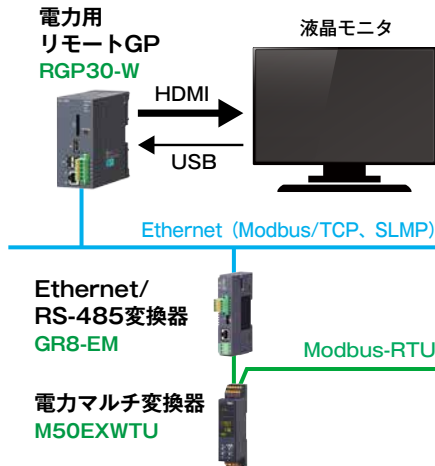 電力用
リモートGP
RGP30-W
液晶モニタ
HDMI
USB
Ethernet（Modbus/TCP、SLMP）
Ethernet/
RS-485変換器
GR8-EM
Modbus-RTU
電力マルチ変換器
M50EXWTU